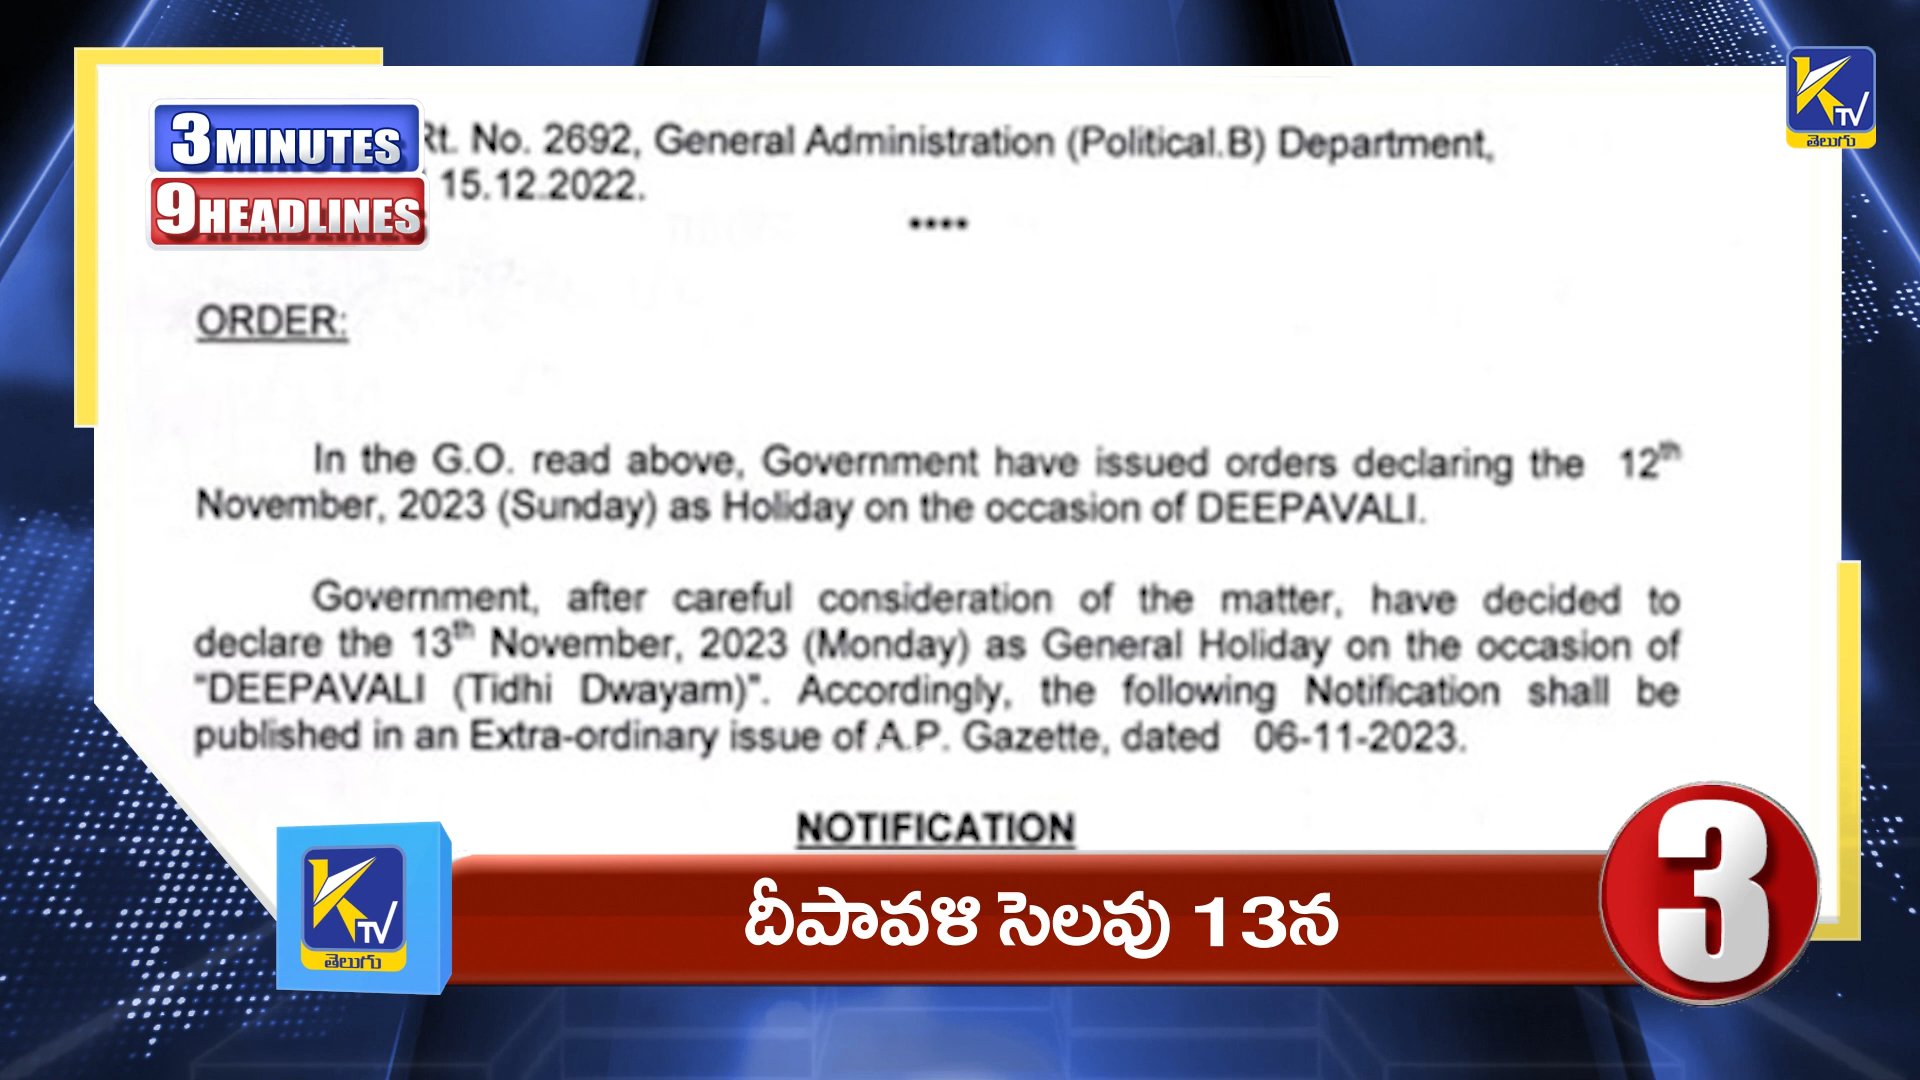 3 MINUTES
9 HEADLINES
KTV
తెలుగు
Rt. No. 2692, General Administration (Political.B) Department,
15.12.2022.
****
ORDER:
In the G.O. read above, Government have issued orders declaring the 12th
November, 2023 (Sunday) as Holiday on the occasion of DEEPAVALI.
Government, after careful consideration of the matter, have decided to
declare the 13th November, 2023 (Monday) as General Holiday on the occasion of
"DEEPAVALI (Tidhi Dwayam)". Accordingly, the following Notification shall be
published in an Extra-ordinary issue of A.P. Gazette, dated 06-11-2023.
NOTIFICATION
KTV
తెలుగు
దీపావళి సెలవు 13న
3